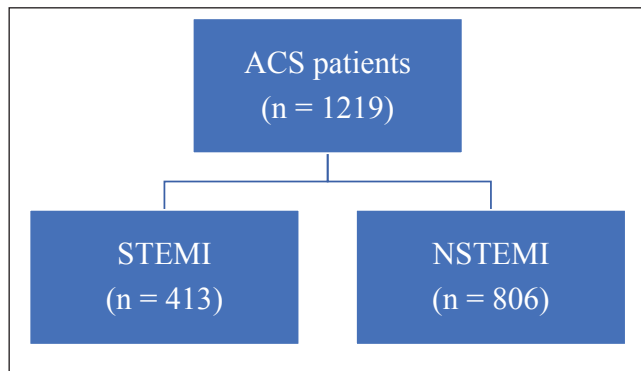 ACS patients
(n = 1219)
STEMI
(n = 413)
NSTEMI
(n = 806)